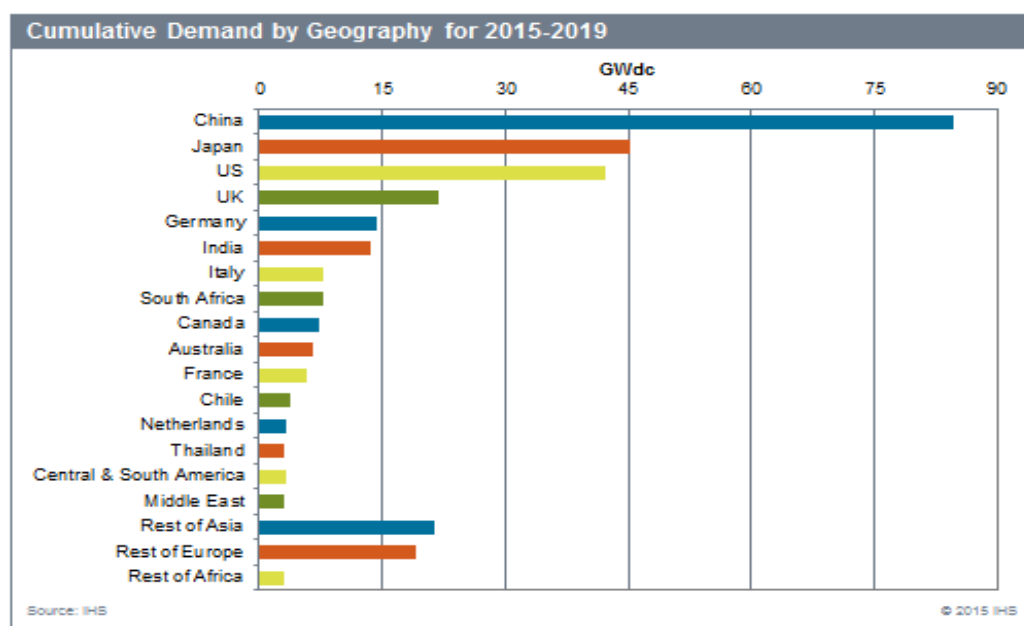 Cumulative Demand by Geography for 2015-2019
GWdc
0 15 30 45 60 75 90
China
Japan
US
UK
Germany
India
Italy
South Africa
Canada
Australia
France
Chile
Netherlands
Thailand
Central & South America
Middle East
Rest of Asia
Rest of Europe
Rest of Africa
Source: IHS © 2015 IHS